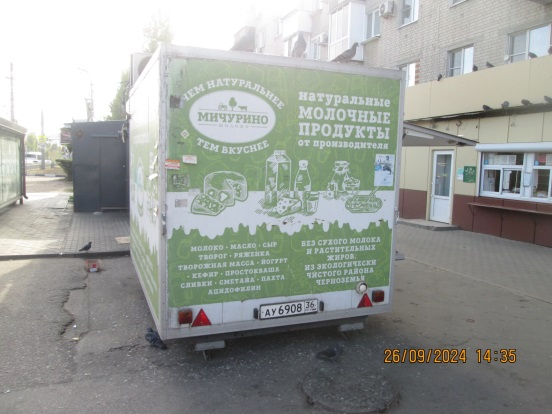 ЧЕМ НАТУРАЛЬНЕЕ
МИЧУРИНО
ТЕМ ВКУСНЕЕ
натуральные
МОЛОЧНЫЕ
ПРОДУКТЫ
от производителя
МОЛОКО - МАСЛО - СЫР
ТВОРОГ - РЯЖЕНКА
ТВОРОЖНАЯ МАССА - ЙОГУРТ
- КЕФИР - ПРОСТОКВАША
СЛИВКИ - СМЕТАНА - ПАХТА
АЦИДОФИЛИН
БЕЗ СУХОГО МОЛОКА
И РАСТИТЕЛЬНЫХ
ЖИРОВ.
ИЗ ЭКОЛОГИЧЕСКИ
ЧИСТОГО РАЙОНА
ЧЕРНОЗЕМЬЯ
АУ 6908 36
26/09/2024 14:35